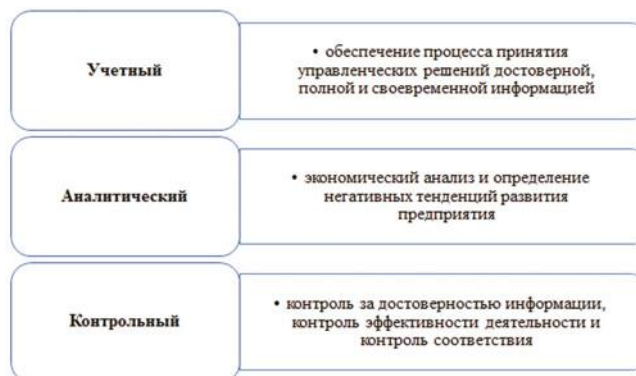 Учетный
• обеспечение процесса принятия
управленческих решений достоверной,
полной и своевременной информацией
Аналитический
• экономический анализ и определение
негативных тенденций развития
предприятия
Контрольный
• контроль за достоверностью информации,
контроль эффективности деятельности и
контроль соответствия